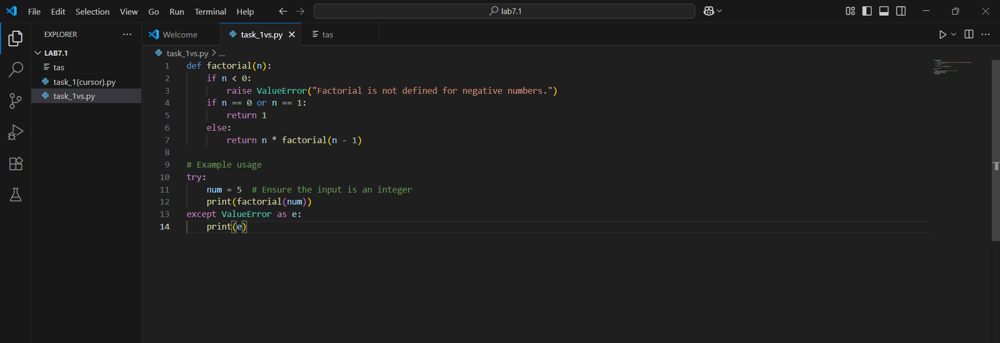 File Edit Selection View Go Run Terminal Help
lab7.1
EXPLORER
LAB7.1
tas
task_1(cursor).py
task_1vs.py
Welcome
task_1vs.py
tas
task_1vs.py > ...
1 def factorial(n):
2     if n < 0:
3         raise ValueError("Factorial is not defined for negative numbers.")
4     if n == 0 or n == 1:
5         return 1
6     else:
7         return n * factorial(n - 1)
8
9 # Example usage
10 try:
11     num = 5  # Ensure the input is an integer
12     print(factorial(num))
13 except ValueError as e:
14     print(e)